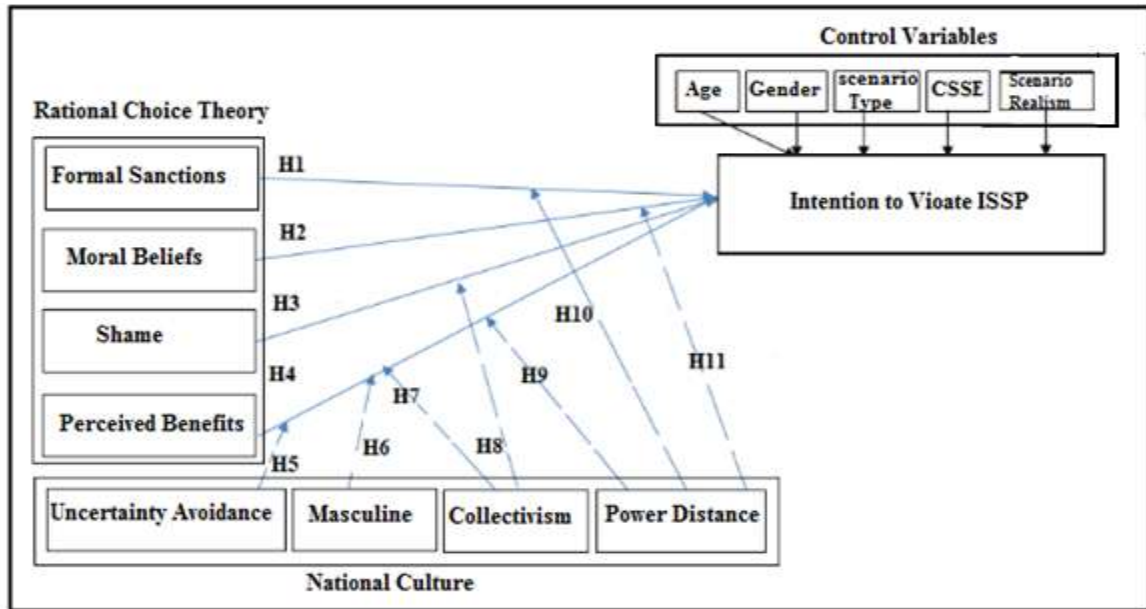 Control Variables
Age
Gender
scenario
Type
CSSE
Scenario
Realism
Rational Choice Theory
Formal Sanctions
H1
Intention to Vioate ISSP
Moral Beliefs
H2
Shame
H3
H10
H11
Perceived Benefits
H4
H9
H7
H6
H8
H5
Uncertainty Avoidance
Masculine
Collectivism
Power Distance
National Culture